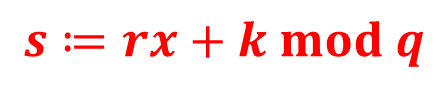 s ≔ rx + k mod q